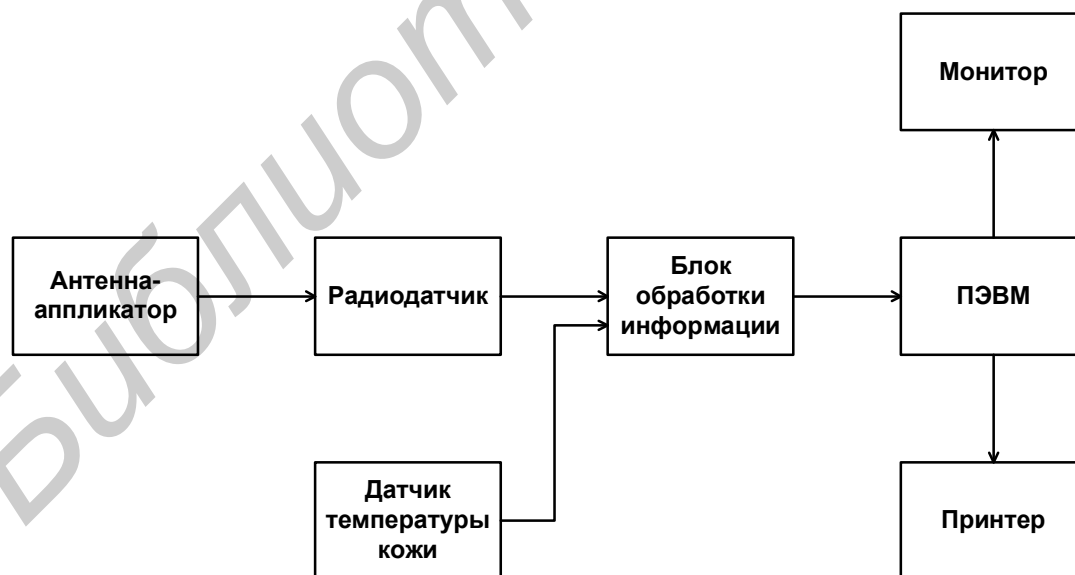 Монитор
Антенна-
аппликатор
Радиодатчик
Блок
обработки
информации
ПЭВМ
Датчик
температуры
кожи
Принтер